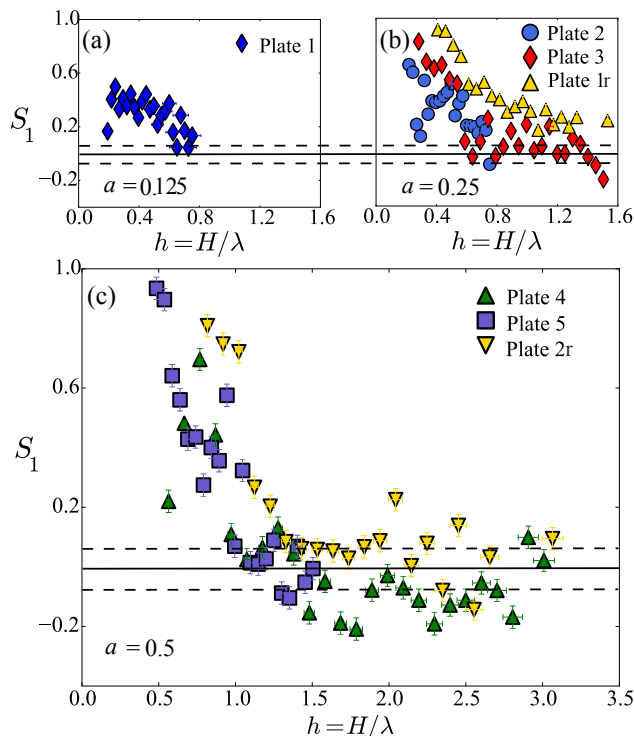 (a)
Plate 1
S1
1.0
0.6
0.2
−0.2
a = 0.125
0.0 0.4 0.8 1.2 1.6
h = H/λ
(b)
Plate 2
Plate 3
Plate 1r
a = 0.25
0.0 0.4 0.8 1.2 1.6
h = H/λ
(c)
Plate 4
Plate 5
Plate 2r
S1
1.0
0.6
0.2
−0.2
a = 0.5
0.0 0.5 1.0 1.5 2.0 2.5 3.0 3.5
h = H/λ